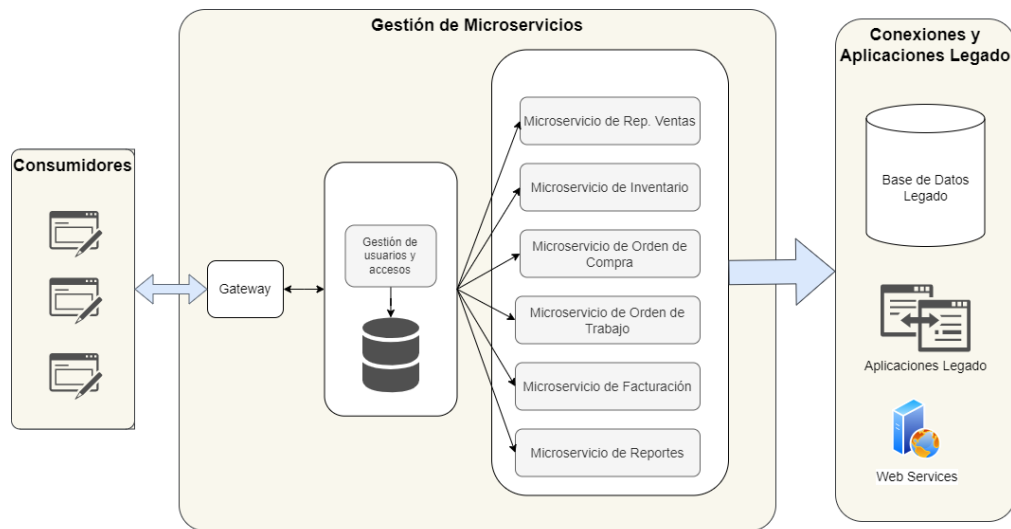 Gestión de Microservicios
Conexiones y
Aplicaciones Legado
Consumidores
Gateway
Gestión de
usuarios y
accesos
Microservicio de Rep. Ventas
Microservicio de Inventario
Microservicio de Orden de
Compra
Microservicio de Orden de
Trabajo
Microservicio de Facturación
Microservicio de Reportes
Base de Datos
Legado
Aplicaciones Legado
Web Services